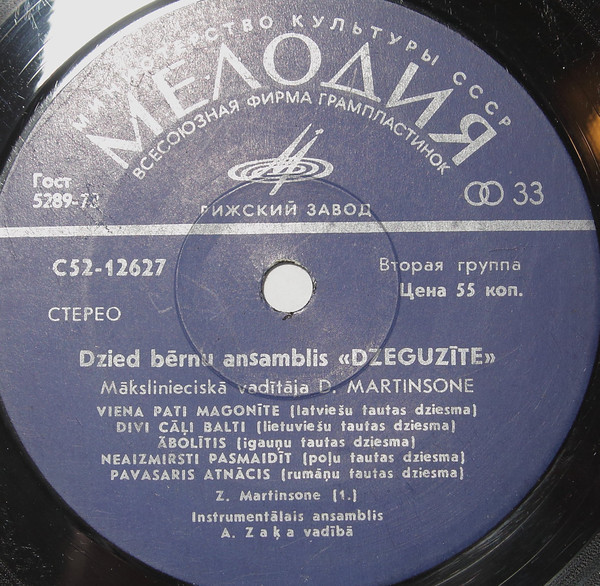 МИНИСТЕРСТВО КУЛЬТУРЫ СССР
МЕЛОДИЯ
ВСЕСОЮЗНАЯ ФИРМА ГРАМПЛАСТИНОК
Гост
5289-73
33
РИЖСКИЙ ЗАВОД
С52-12627
Вторая группа
Цена 55 коп.
СТЕРЕО
Dzied bērnu ansamblis «DZEGUZĪTE»
Mākslinieciskā vadītāja D. MARTINSONE
VIENA PATI MAGONĪTE (latviešu tautas dziesma)
DIVI CĀĻI BALTI (lietuviešu tautas dziesma)
ĀBOLĪTIS (igauņu tautas dziesma)
NEAIZMIRSTI PASMAIDĪT (poļu tautas dziesma)
PAVASARIS ATNĀCIS (rumāņu tautas dziesma)
Z. Martinsone (1.)
Instrumentālais ansamblis
A. Zaķa vadībā